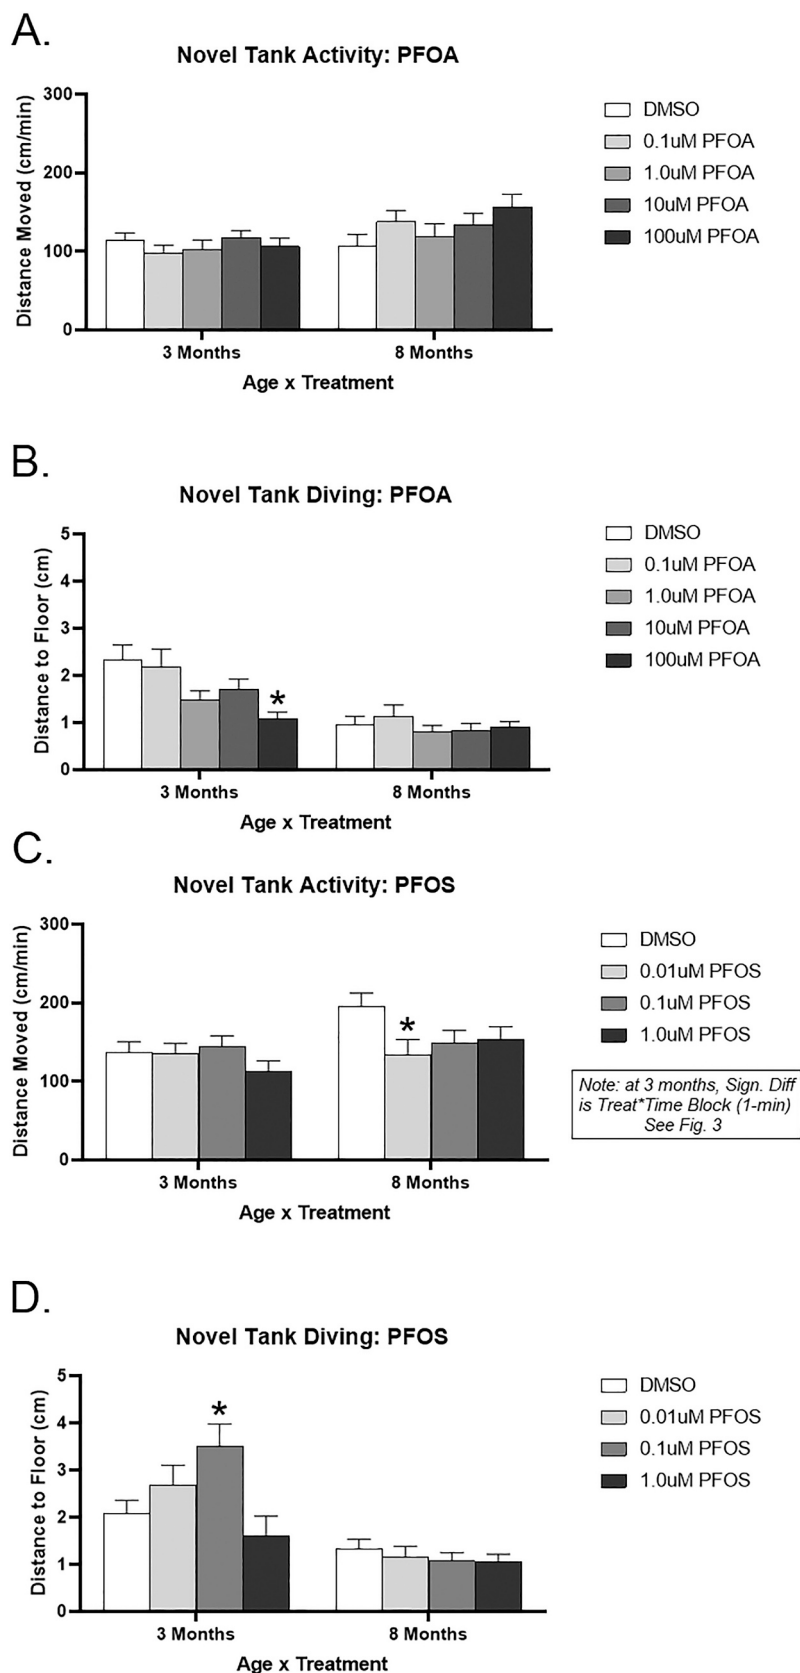 A.
Novel Tank Activity: PFOA
Distance Moved (cm/min)
300
200
100
0
3 Months
8 Months
Age x Treatment
DMSO
0.1uM PFOA
1.0uM PFOA
10uM PFOA
100uM PFOA
B.
Novel Tank Diving: PFOA
Distance to Floor (cm)
5
4
3
2
1
0
*
3 Months
8 Months
Age x Treatment
DMSO
0.1uM PFOA
1.0uM PFOA
10uM PFOA
100uM PFOA
C.
Novel Tank Activity: PFOS
Distance Moved (cm/min)
300
200
100
0
*
3 Months
8 Months
Age x Treatment
DMSO
0.01uM PFOS
0.1uM PFOS
1.0uM PFOS
Note: at 3 months, Sign. Diff
is Treat*Time Block (1-min)
See Fig. 3
D.
Novel Tank Diving: PFOS
Distance to Floor (cm)
5
4
3
2
1
0
*
3 Months
8 Months
Age x Treatment
DMSO
0.01uM PFOS
0.1uM PFOS
1.0uM PFOS